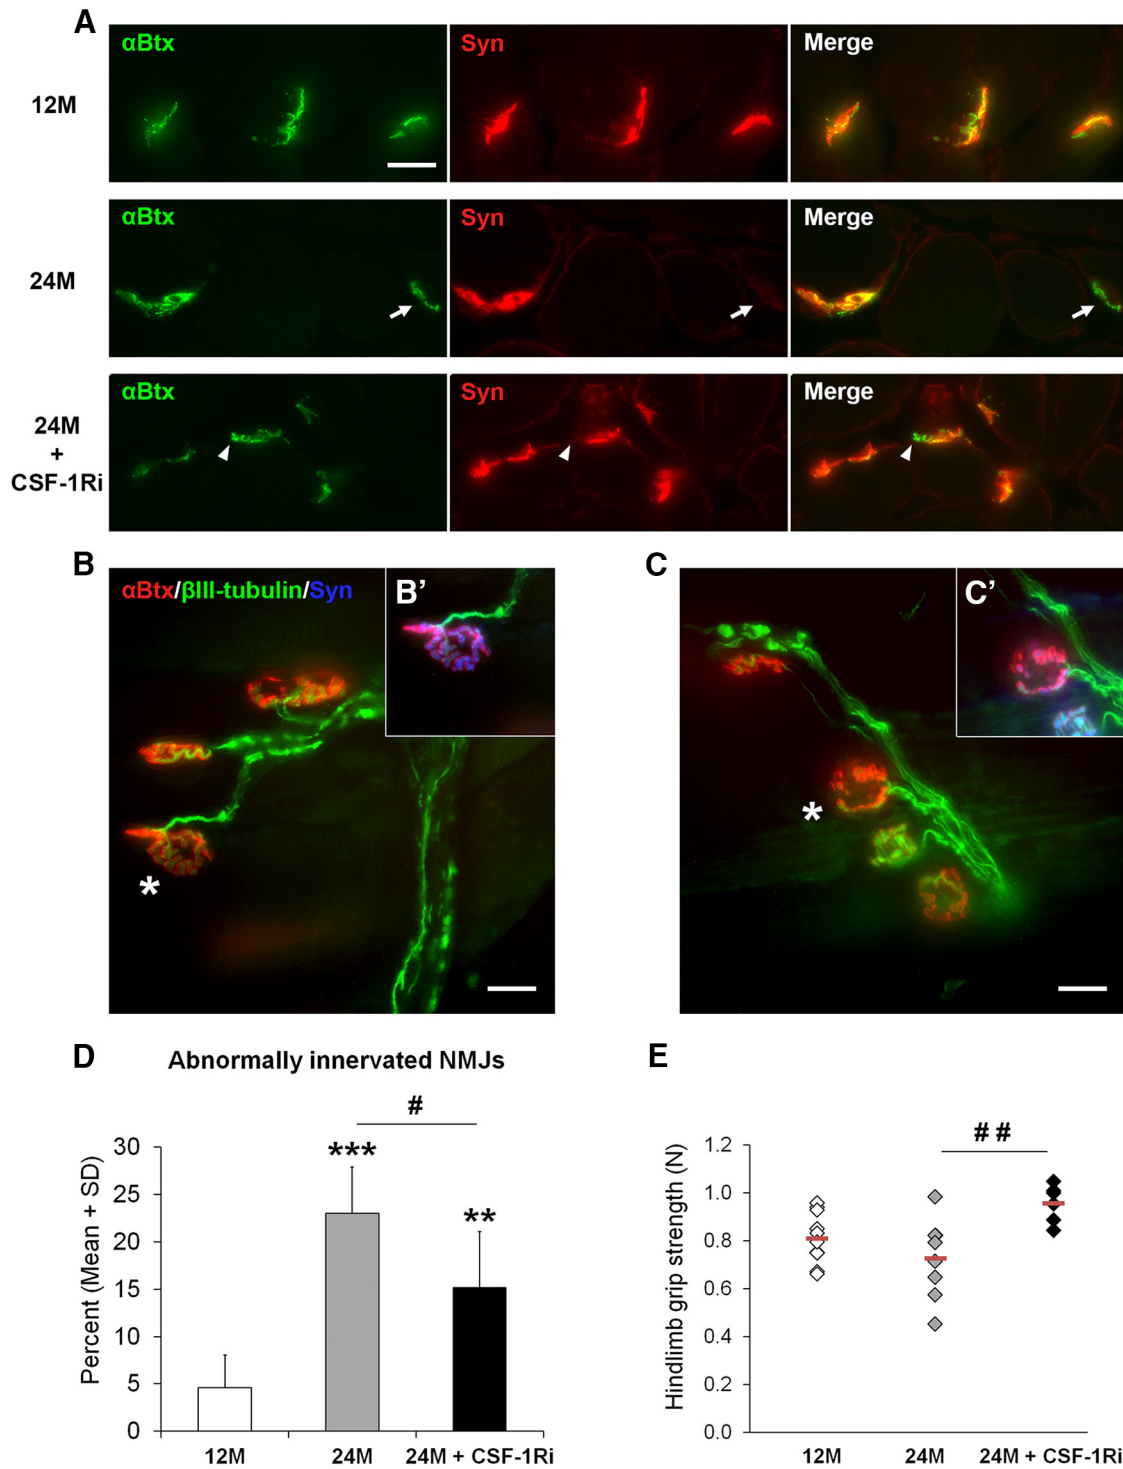 A
αBtx
Syn
Merge
12M
αBtx
Syn
Merge
24M
αBtx
Syn
Merge
24M
+
CSF-1Ri
B
αBtx/βIII-tubulin/Syn
B’
*
C
C’
*
D
Abnormally innervated NMJs
#
***
**
Percent (Mean + SD)
30
25
20
15
10
5
0
12M
24M
24M + CSF-1Ri
E
##
Hindlimb grip strength (N)
1.2
1.0
0.8
0.6
0.4
0.2
0.0
12M
24M
24M + CSF-1Ri